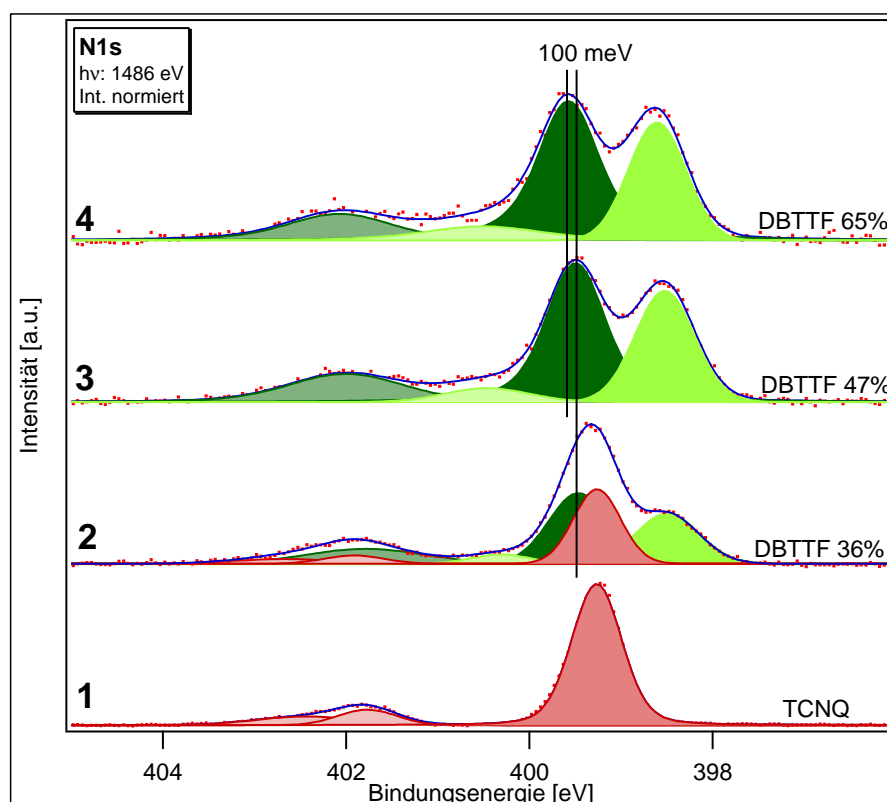 N1s
hν: 1486 eV
Int. normiert
100 meV
4
DBTTF 65%
3
DBTTF 47%
2
DBTTF 36%
1
TCNQ
Intensität [a.u.]
404
402
400
398
Bindungsenergie [eV]